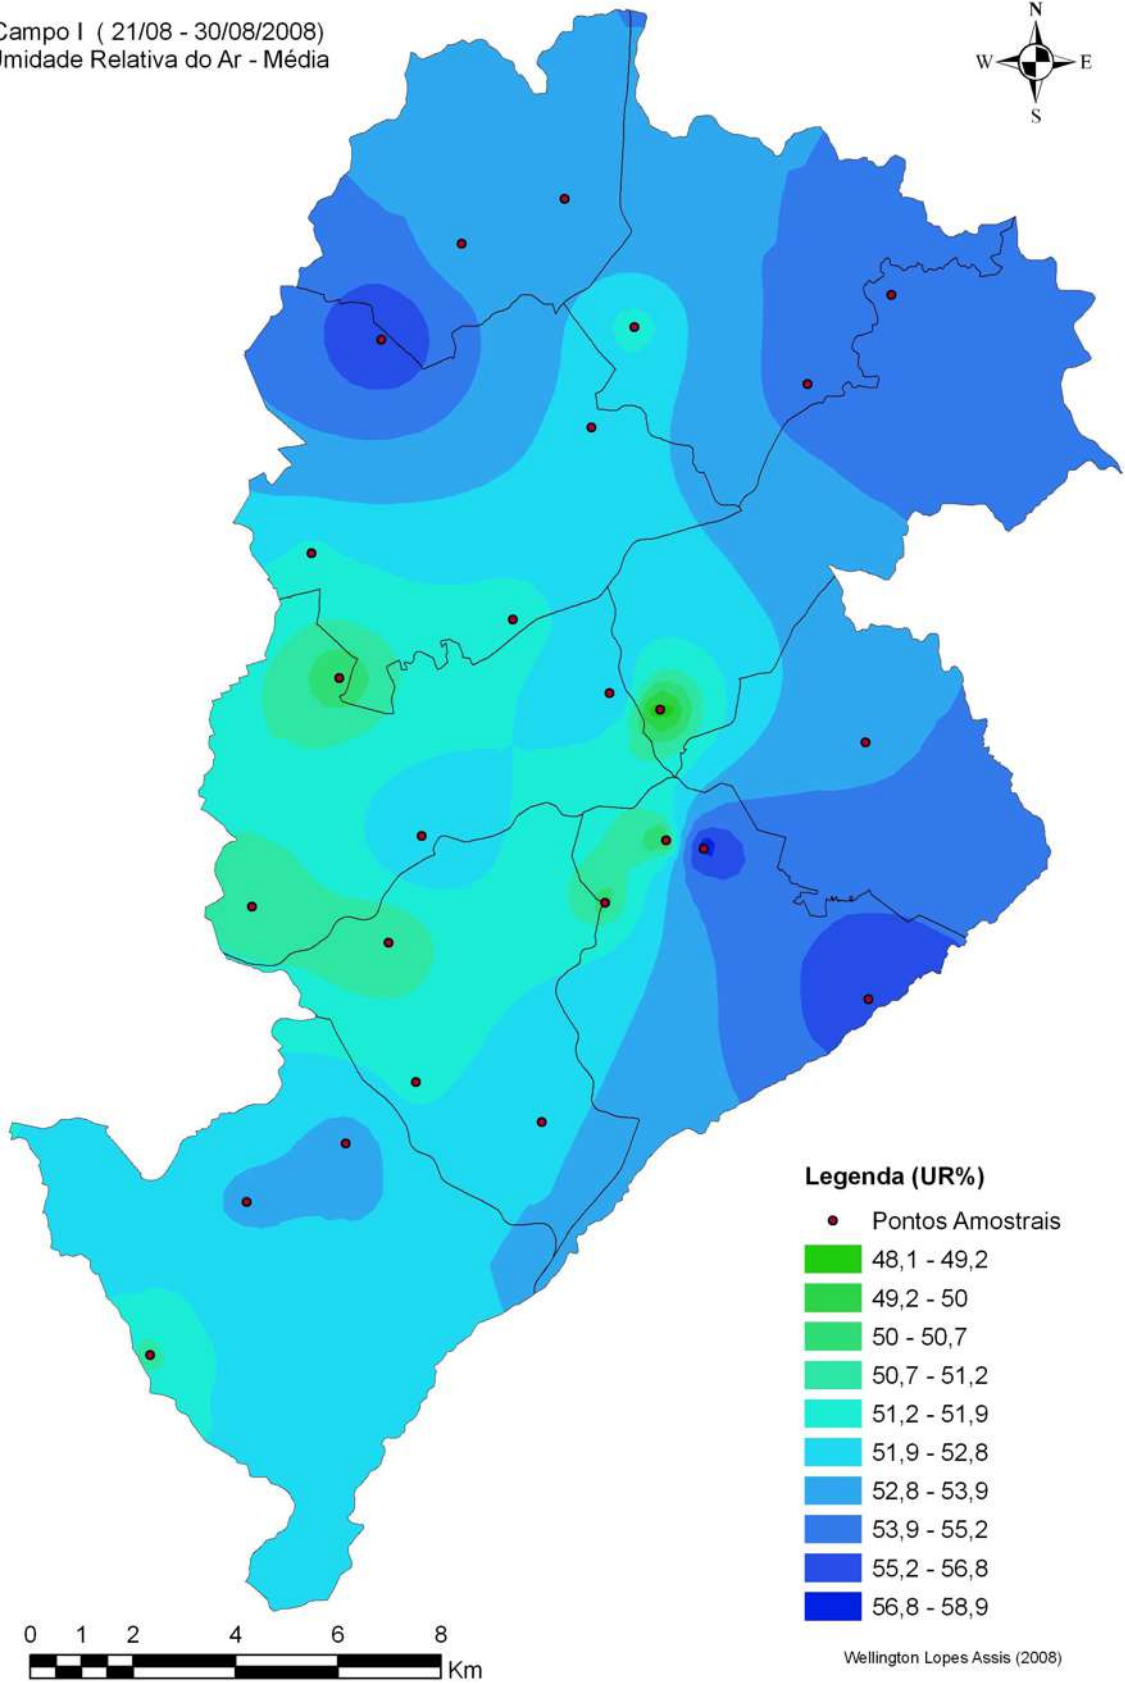 Campo I ( 21/08 - 30/08/2008)
Umidade Relativa do Ar - Média
N
W
E
S
Legenda (UR%)
Pontos Amostrais
48,1 - 49,2
49,2 - 50
50 - 50,7
50,7 - 51,2
51,2 - 51,9
51,9 - 52,8
52,8 - 53,9
53,9 - 55,2
55,2 - 56,8
56,8 - 58,9
0 1 2 4 6 8
Km
Wellington Lopes Assis (2008)